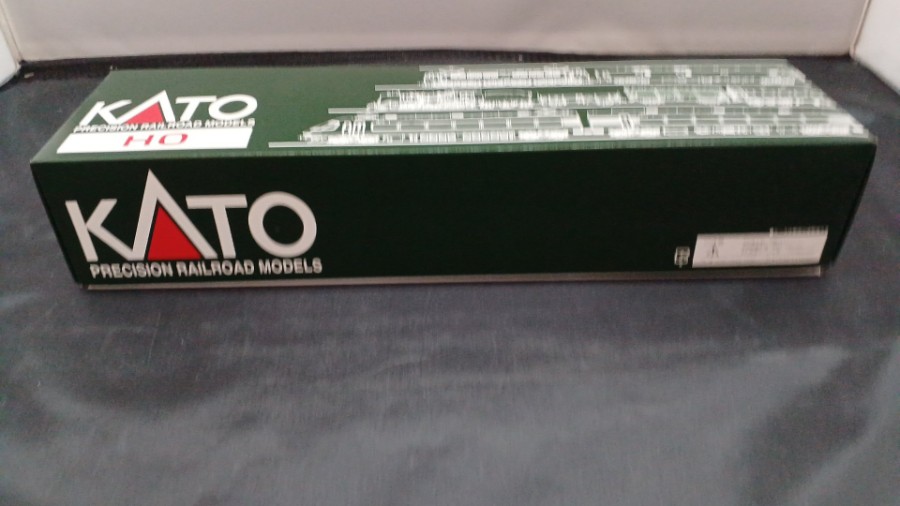 KATO
PRECISION RAILROAD MODELS
HO
KATO
PRECISION RAILROAD MODELS